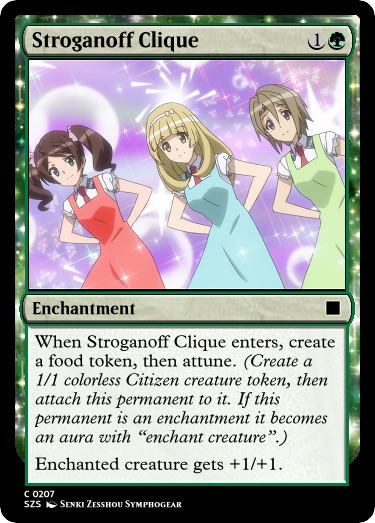 Stroganoff Clique 1
Enchantment
When Stroganoff Clique enters, create
a food token, then attune. (Create a
1/1 colorless Citizen creature token, then
attach this permanent to it. If this
permanent is an enchantment it becomes
an aura with “enchant creature”.)
Enchanted creature gets +1/+1.
C 0207
SZS Senki Zesshou Symphogear